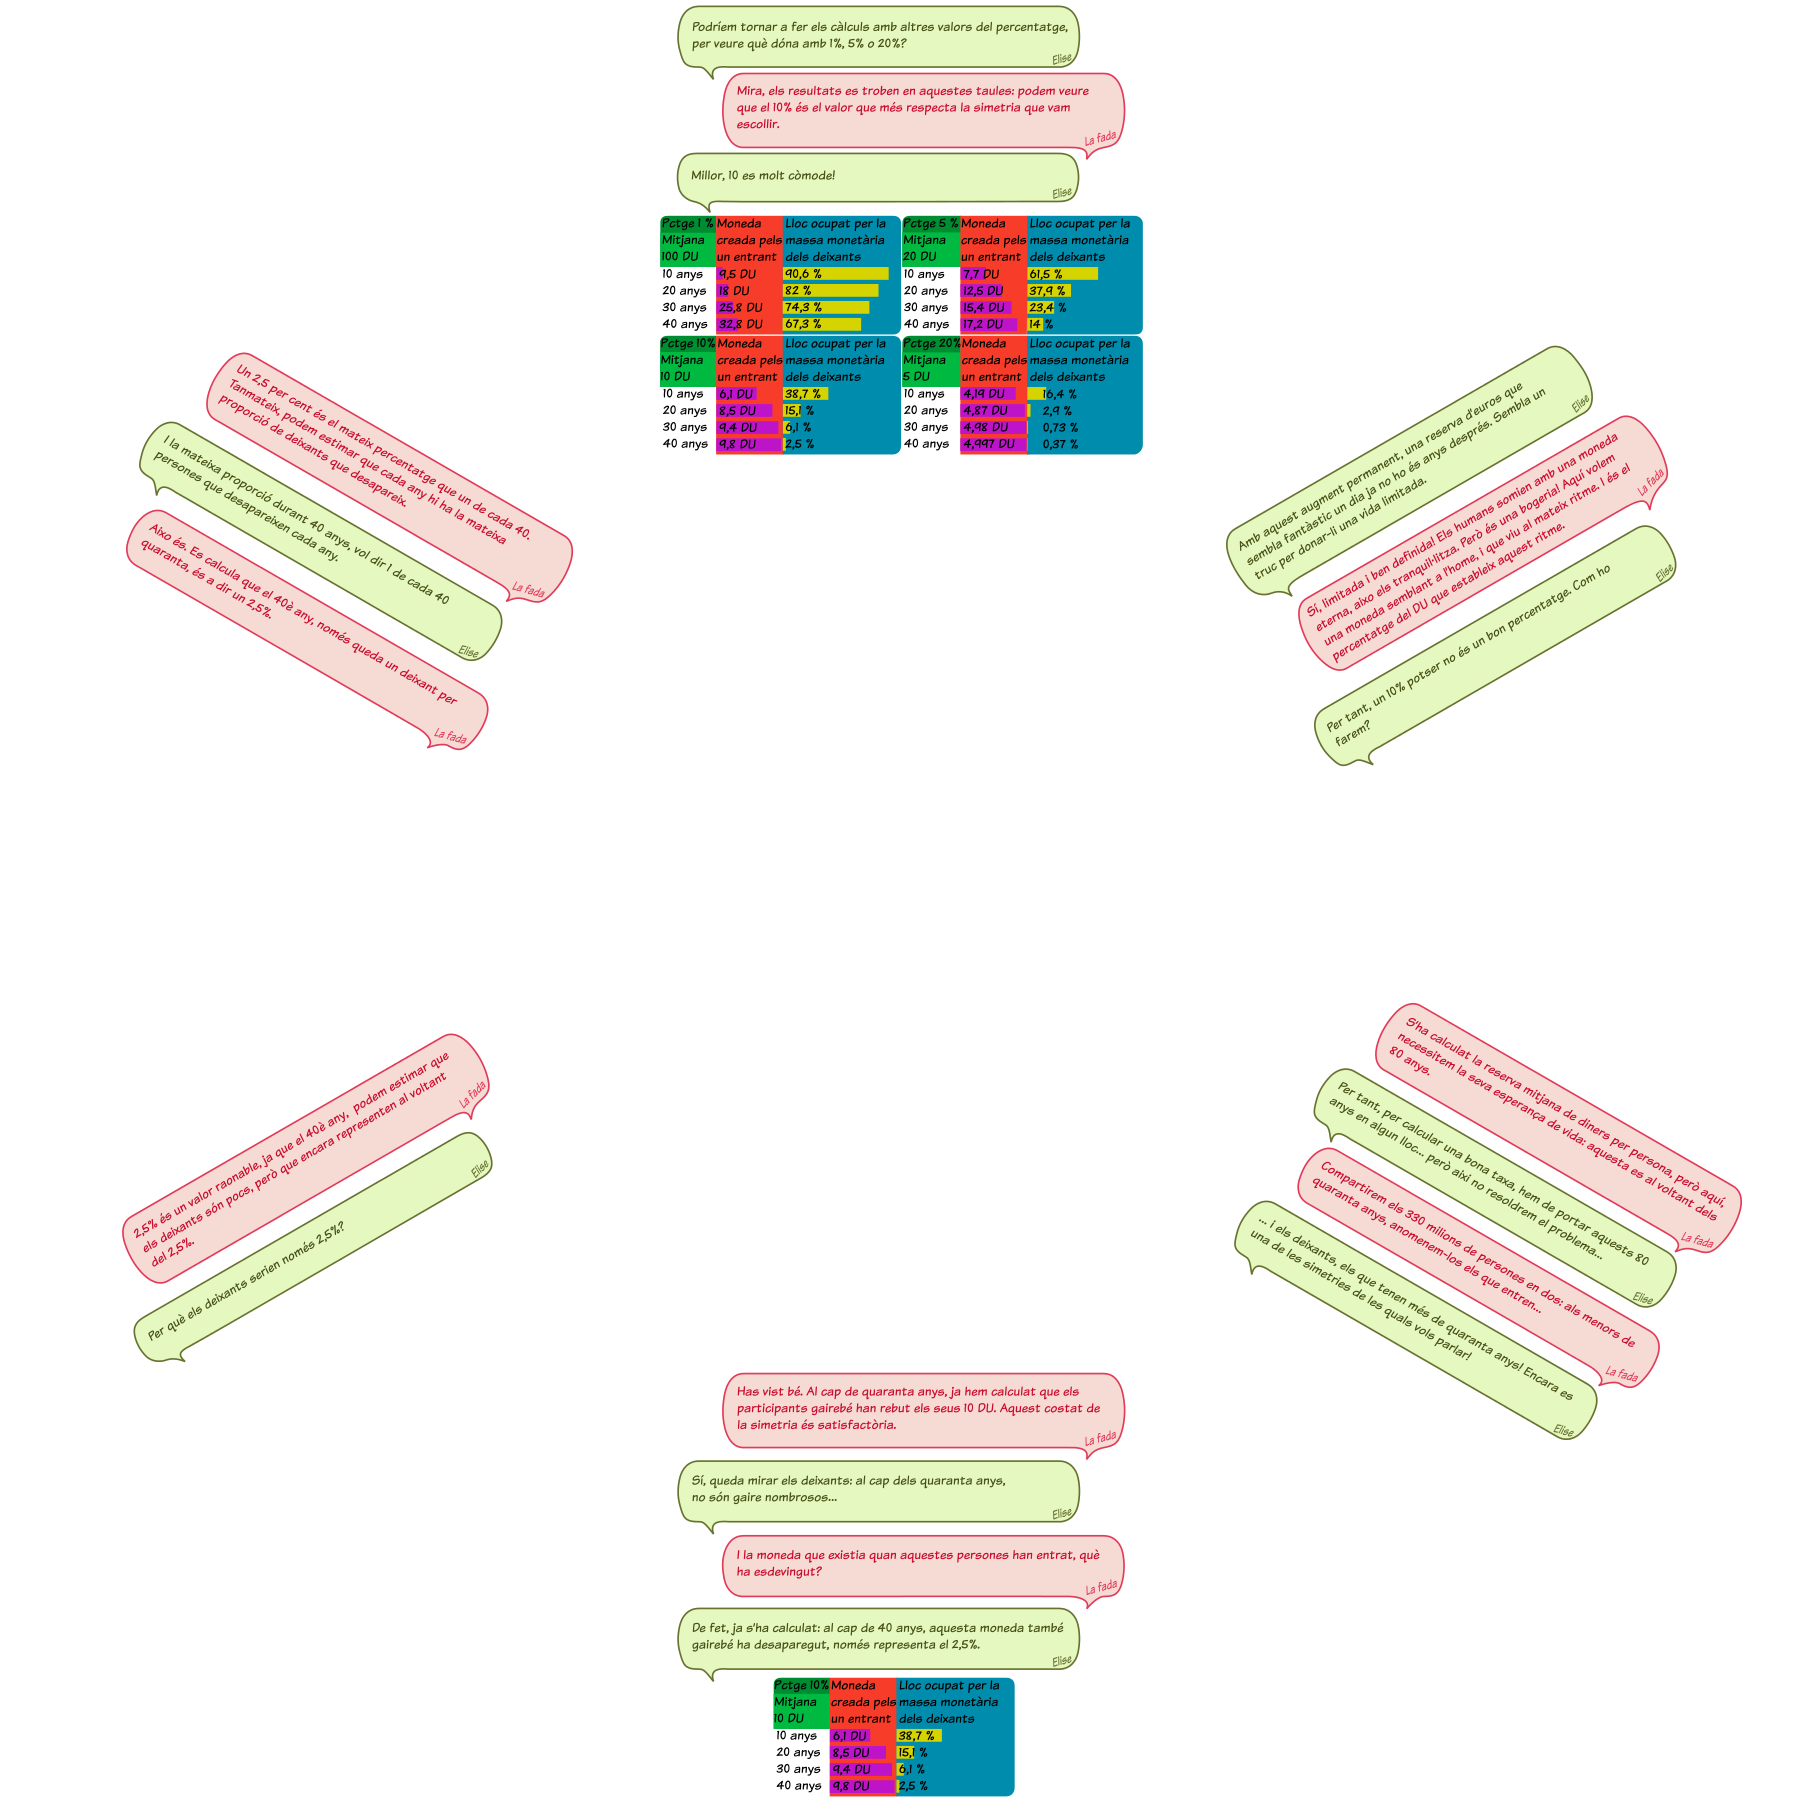 Podríem tornar a fer els càlculs amb altres valors del percentatge,
per veure què dóna amb 1%, 5% o 20%?
Elise
Mira, els resultats es troben en aquestes taules: podem veure
que el 10% és el valor que més respecta la simetria que vam
escollir.
La fada
Millor, 10 es molt còmode!
Elise
Pctge 1 % Moneda Lloc ocupat per la
Mitjana creada pels massa monetària
100 DU un entrant dels deixants
10 anys 9,5 DU 90,6 %
20 anys 18 DU 82 %
30 anys 25,8 DU 74,3 %
40 anys 32,8 DU 67,3 %
Pctge 5 % Moneda Lloc ocupat per la
Mitjana creada pels massa monetària
20 DU un entrant dels deixants
10 anys 7,7 DU 61,5 %
20 anys 12,5 DU 37,9 %
30 anys 15,4 DU 23,4 %
40 anys 17,2 DU 14 %
Pctge 10% Moneda Lloc ocupat per la
Mitjana creada pels massa monetària
10 DU un entrant dels deixants
10 anys 6,1 DU 38,7 %
20 anys 8,5 DU 15,1 %
30 anys 9,4 DU 6,1 %
40 anys 9,8 DU 2,5 %
Pctge 20% Moneda Lloc ocupat per la
Mitjana creada pels massa monetària
5 DU un entrant dels deixants
10 anys 4,19 DU 16,4 %
20 anys 4,87 DU 2,9 %
30 anys 4,98 DU 0,73 %
40 anys 4,997 DU 0,37 %
Un 2,5 per cent és el mateix percentatge que un de cada 40.
Tanmateix, podem estimar que cada any hi ha la mateixa
proporció de deixants que desapareix.
La fada
I la mateixa proporció durant 40 anys, vol dir 1 de cada 40
persones que desapareixen cada any.
Elise
Aixo és. Es calcula que el 40è any, només queda un deixant per
quaranta, és a dir un 2,5%.
La fada
Amb aquest augment permanent, una reserva d'euros que
sembla fantàstic un dia ja no ho és anys després. Sembla un
truc per donar-li una vida limitada.
Elise
Sí, limitada i ben definida! Els humans somien amb una moneda
eterna, aixo els tranquil·litza. Però és una bogeria! Aquí volem
una moneda semblant a l'home, i que viu al mateix ritme. I és el
percentatge del DU que estableix aquest ritme.
La fada
Per tant, un 10% potser no és un bon percentatge. Com ho
farem?
Elise
2,5% és un valor raonable, ja que el 40è any, podem estimar que
els deixants són pocs, però que encara representen al voltant
del 2,5%.
La fada
Per què els deixants serien només 2,5%?
Elise
S'ha calculat la reserva mitjana de diners per persona, però aquí,
necessitem la seva esperança de vida: aquesta es al voltant dels
80 anys.
La fada
Per tant, per calcular una bona taxa, hem de portar aquests 80
anys en algun lloc... però aixi no resoldrem el problema...
Elise
Compartirem els 330 milions de persones en dos: als menors de
quaranta anys, anomenem-los els que entren...
La fada
... i els deixants, els que tenen més de quaranta anys! Encara es
una de les simetries de les quals vols parlar!
Elise
Has vist bé. Al cap de quaranta anys, ja hem calculat que els
participants gairebé han rebut els seus 10 DU. Aquest costat de
la simetria és satisfactòria.
La fada
Sí, queda mirar els deixants: al cap dels quaranta anys,
no són gaire nombrosos...
Elise
I la moneda que existia quan aquestes persones han entrat, què
ha esdevingut?
La fada
De fet, ja s'ha calculat: al cap de 40 anys, aquesta moneda també
gairebé ha desaparegut, només representa el 2,5%.
Elise
Pctge 10% Moneda Lloc ocupat per la
Mitjana creada pels massa monetària
10 DU un entrant dels deixants
10 anys 6,1 DU 38,7 %
20 anys 8,5 DU 15,1 %
30 anys 9,4 DU 6,1 %
40 anys 9,8 DU 2,5 %